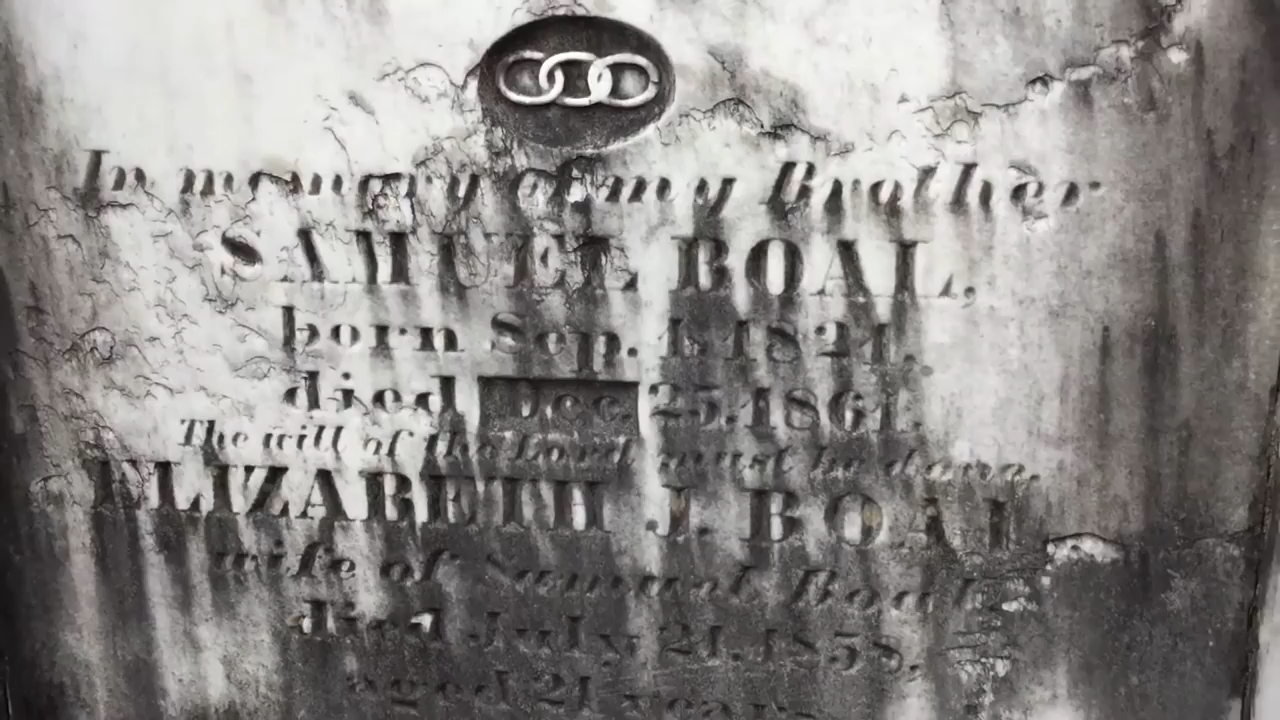 In memory of my Brother
SAMUEL BOAL,
born Sep. 1, 1821.
died Dec. 25, 1861.
The will of the Lord must be done.
ELIZABETH J. BOAL
wife of Samuel Boal,
died July 21, 1858,
aged 21 years